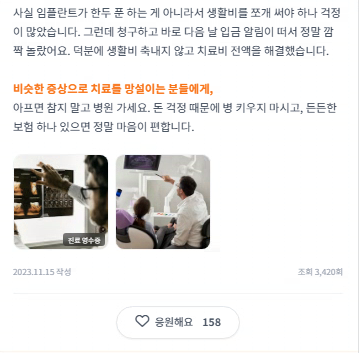 사실 임플란트가 한두 푼 하는 게 아니라서 생활비를 쪼개 써야 하나 걱정
이 많았습니다. 그런데 청구하고 바로 다음 날 입금 알림이 떠서 정말 깜
짝 놀랐어요. 덕분에 생활비 축내지 않고 치료비 전액을 해결했습니다.
비슷한 증상으로 치료를 망설이는 분들에게,
아프면 참지 말고 병원 가세요. 돈 걱정 때문에 병 키우지 마시고, 든든한
보험 하나 있으면 정말 마음이 편합니다.
진료 영수증
2023.11.15 작성
조회 3,420회
응원해요 158